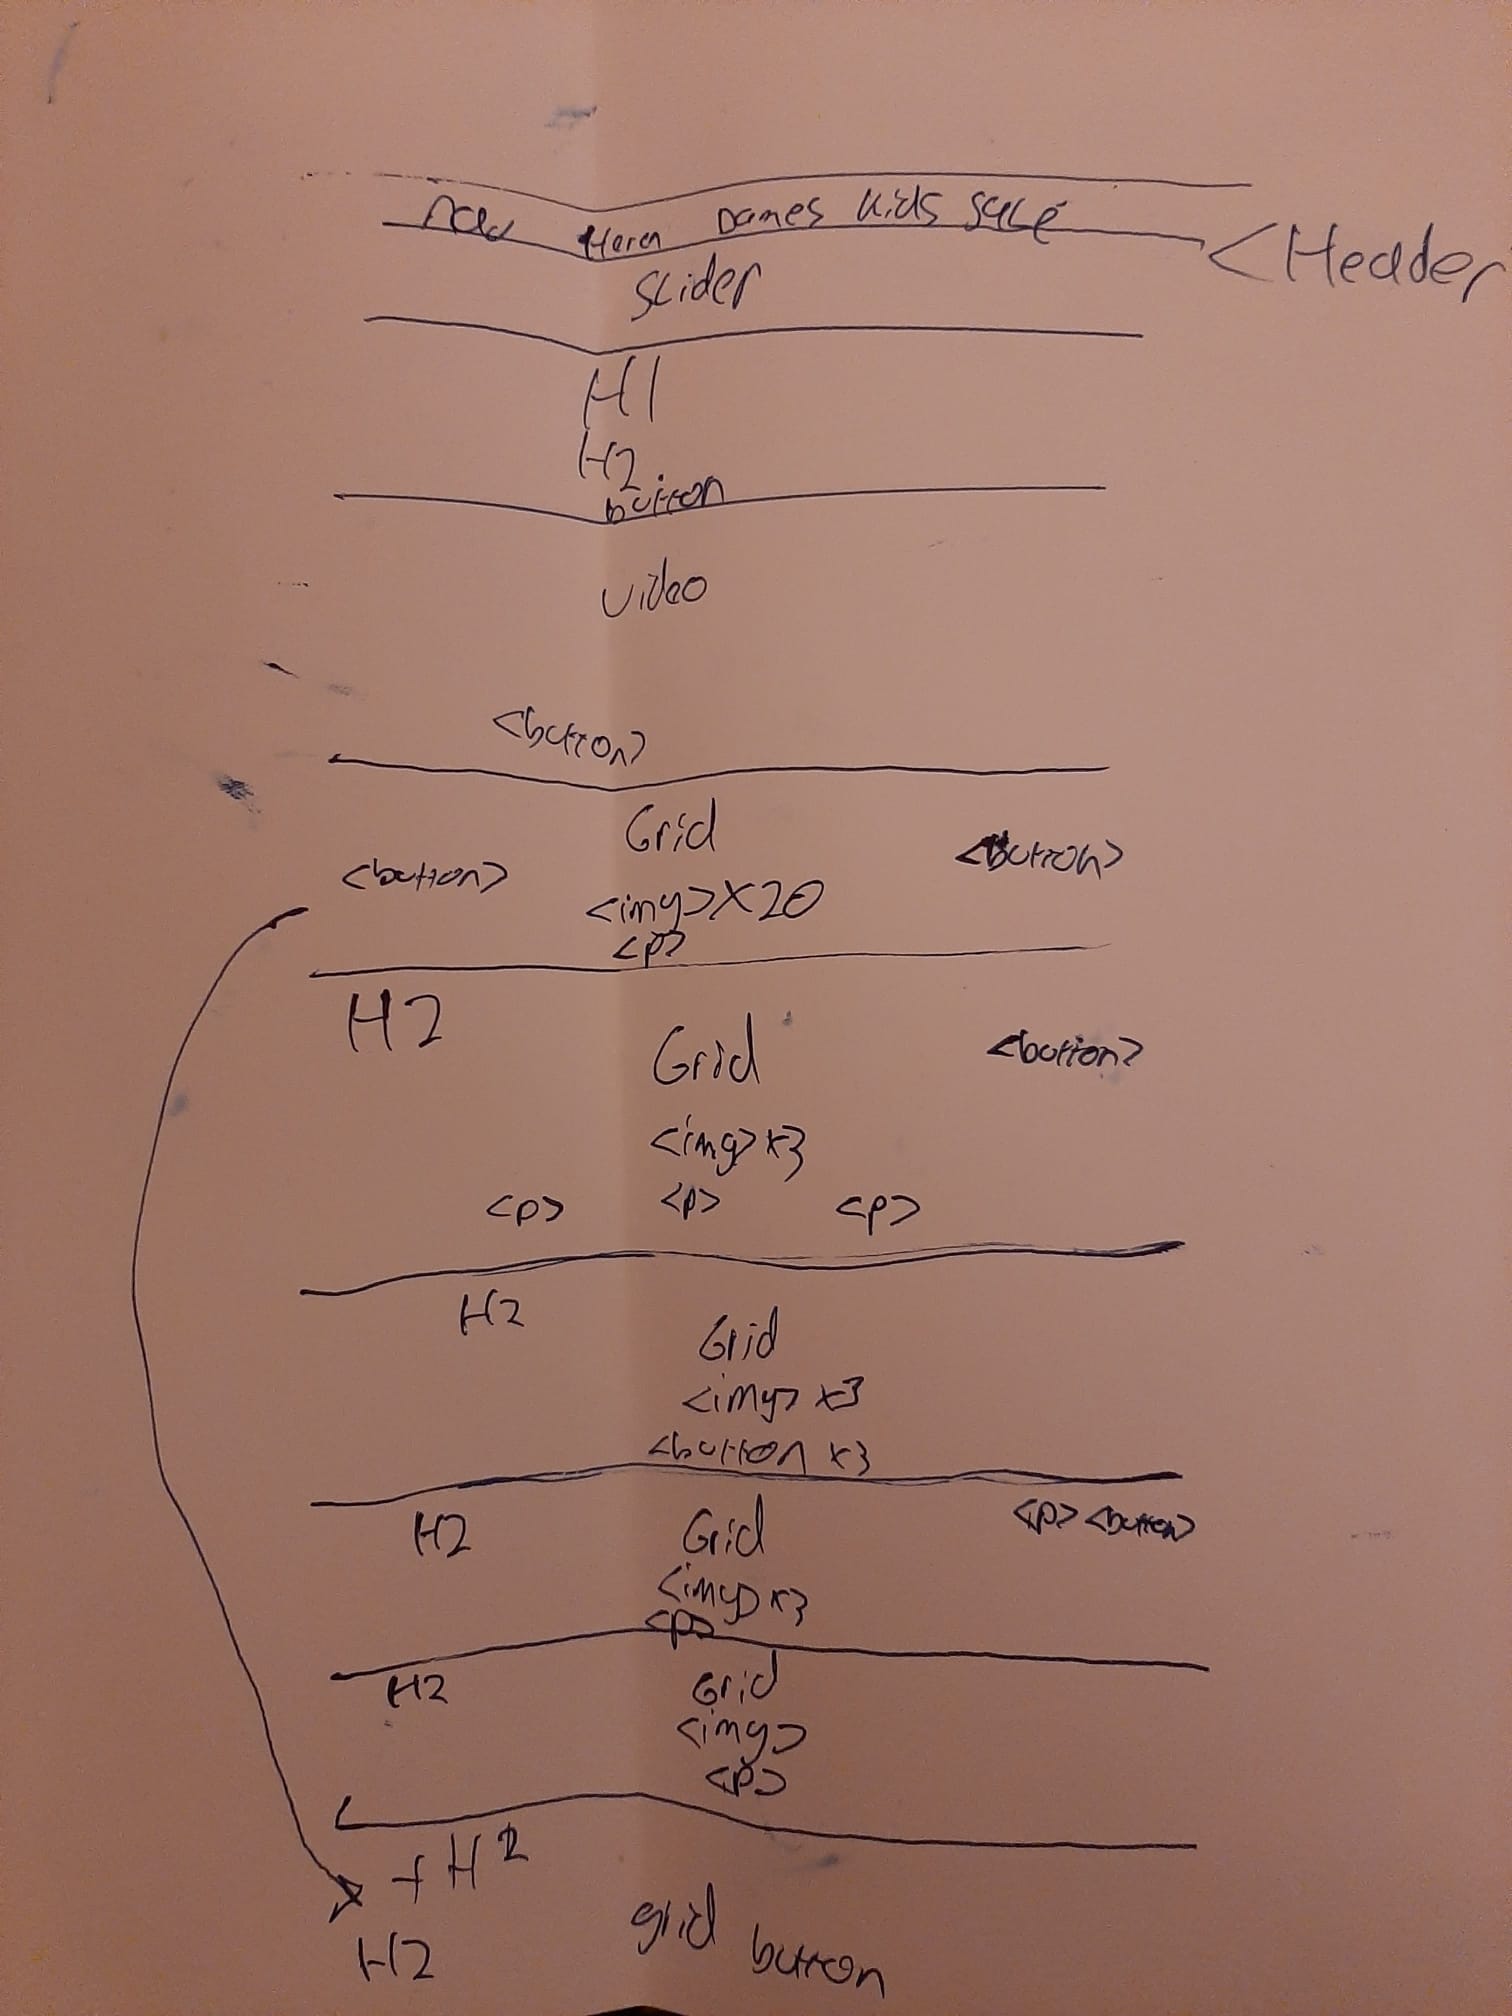 new Heren Dames Kids sale
<Header
Slider
H1
H2
button
video
<button>
Grid
<button> <button>
<img>x20
<p>
H2 Grid <button>
<img>x3
<p> <p> <p>
H2
Grid
<img> x3
<button x3
H2 Grid <p> <button>
<img>x3
<p>
H2 Grid
<img>
<p>
+ H2
H2 grid button